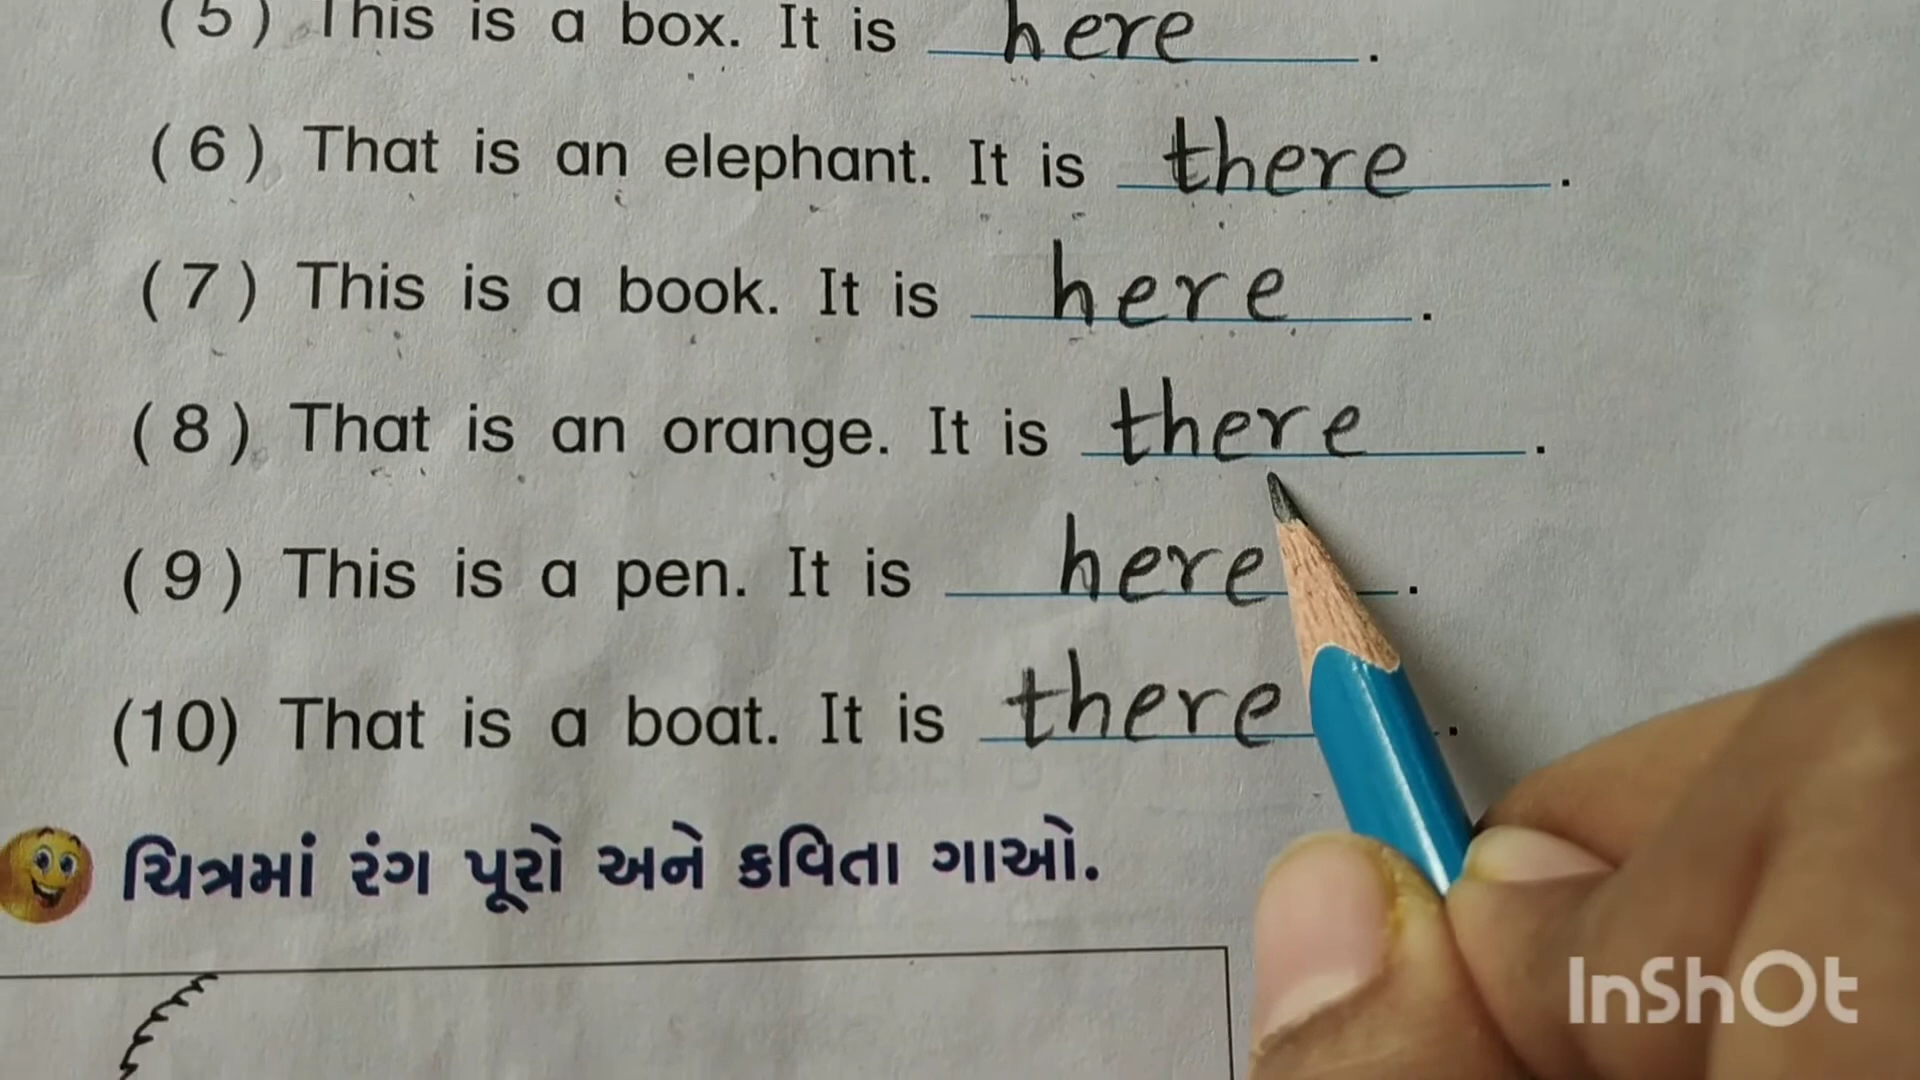 (5) This is a box. It is here.
(6) That is an elephant. It is there.
(7) This is a book. It is here.
(8) That is an orange. It is there.
(9) This is a pen. It is here.
(10) That is a boat. It is there.
ચિત્રમાં રંગ પૂરો અને કવિતા ગાઓ.
InShOt